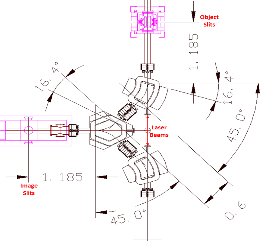 Object
Slits
16.4°
1.185
16.4°
45.0°
Laser
Beams
1.185
Image
Slits
45.0°
0.6